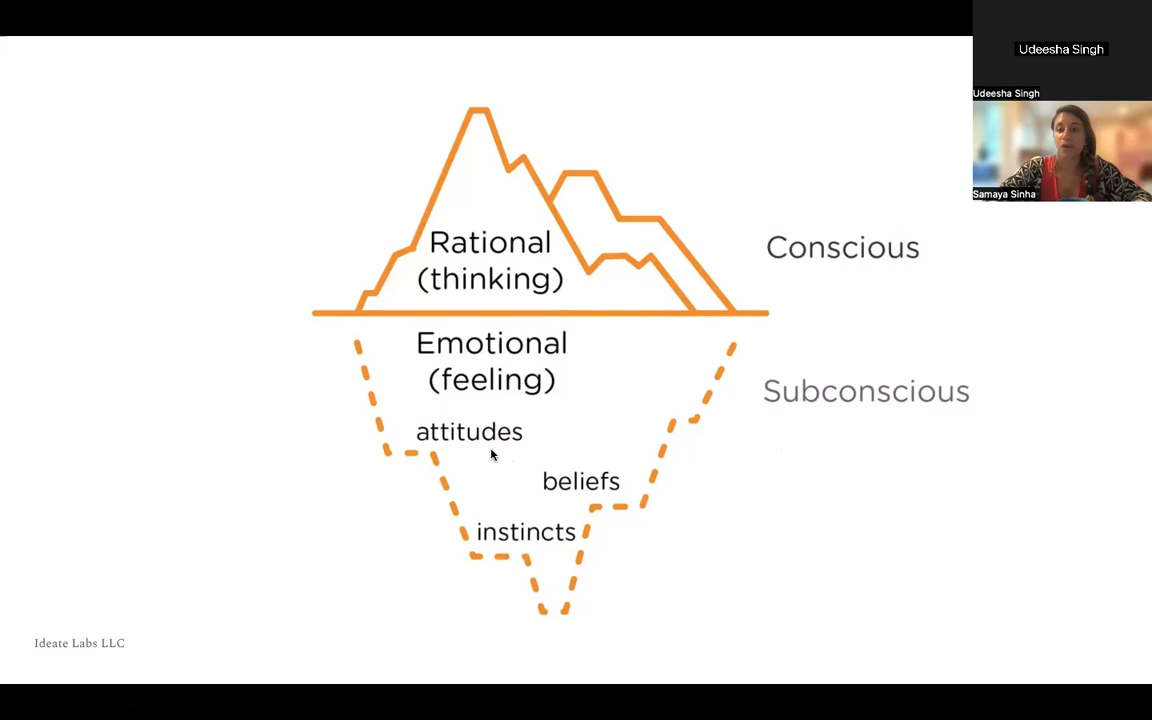 Udeesha Singh
Udeesha Singh
Samaya Sinha
Rational
(thinking)
Conscious
Emotional
(feeling)
Subconscious
attitudes
beliefs
instincts
Ideate Labs LLC